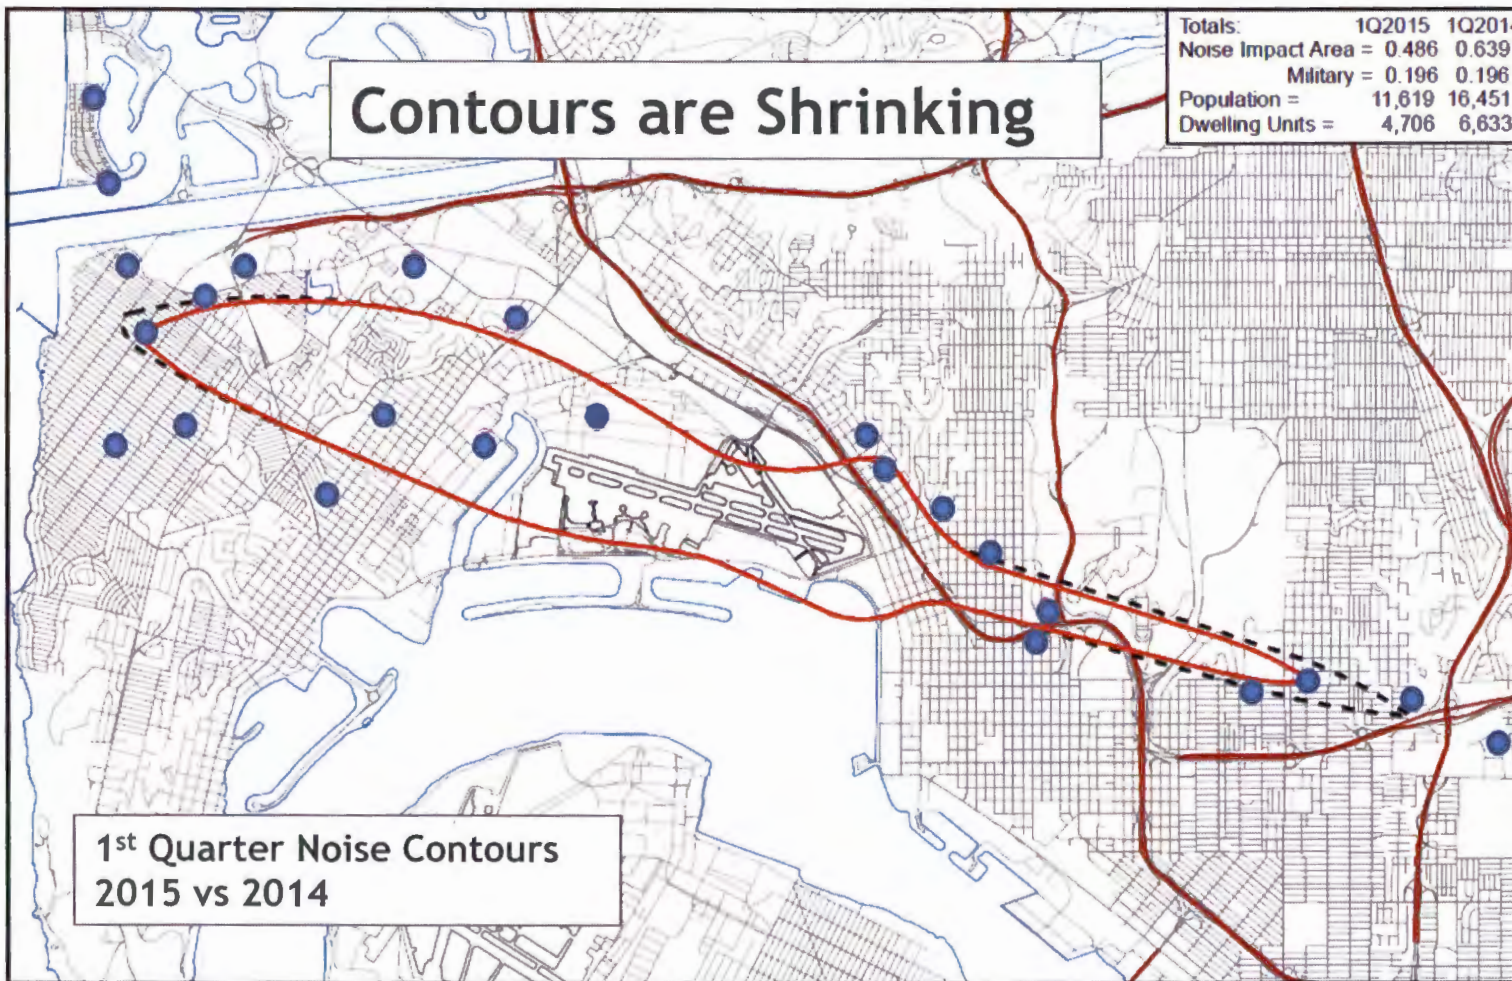 Contours are Shrinking
Totals: 1Q2015 1Q2014
Noise Impact Area = 0.486 0.639
Military = 0.196 0.196
Population = 11,619 16,451
Dwelling Units = 4,706 6,633
1st Quarter Noise Contours
2015 vs 2014